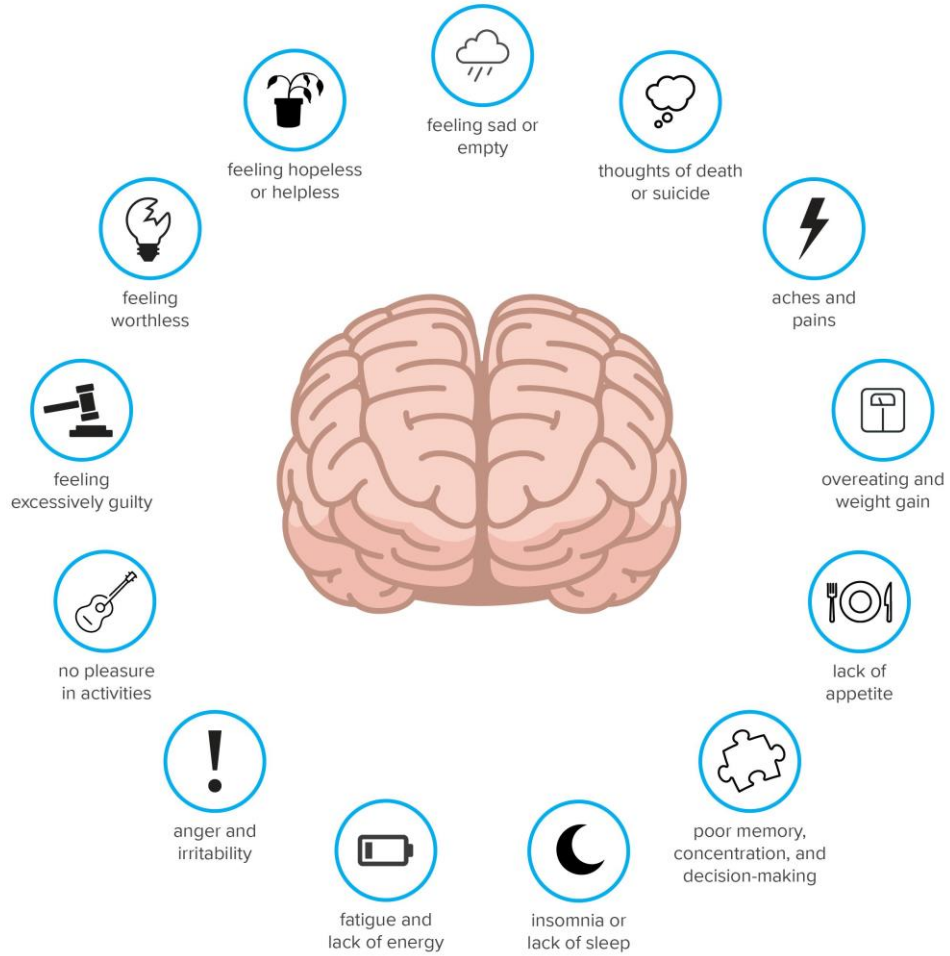 feeling sad or
empty
thoughts of death
or suicide
aches and
pains
overeating and
weight gain
lack of
appetite
poor memory,
concentration, and
decision-making
insomnia or
lack of sleep
fatigue and
lack of energy
anger and
irritability
no pleasure
in activities
feeling
excessively guilty
feeling
worthless
feeling hopeless
or helpless